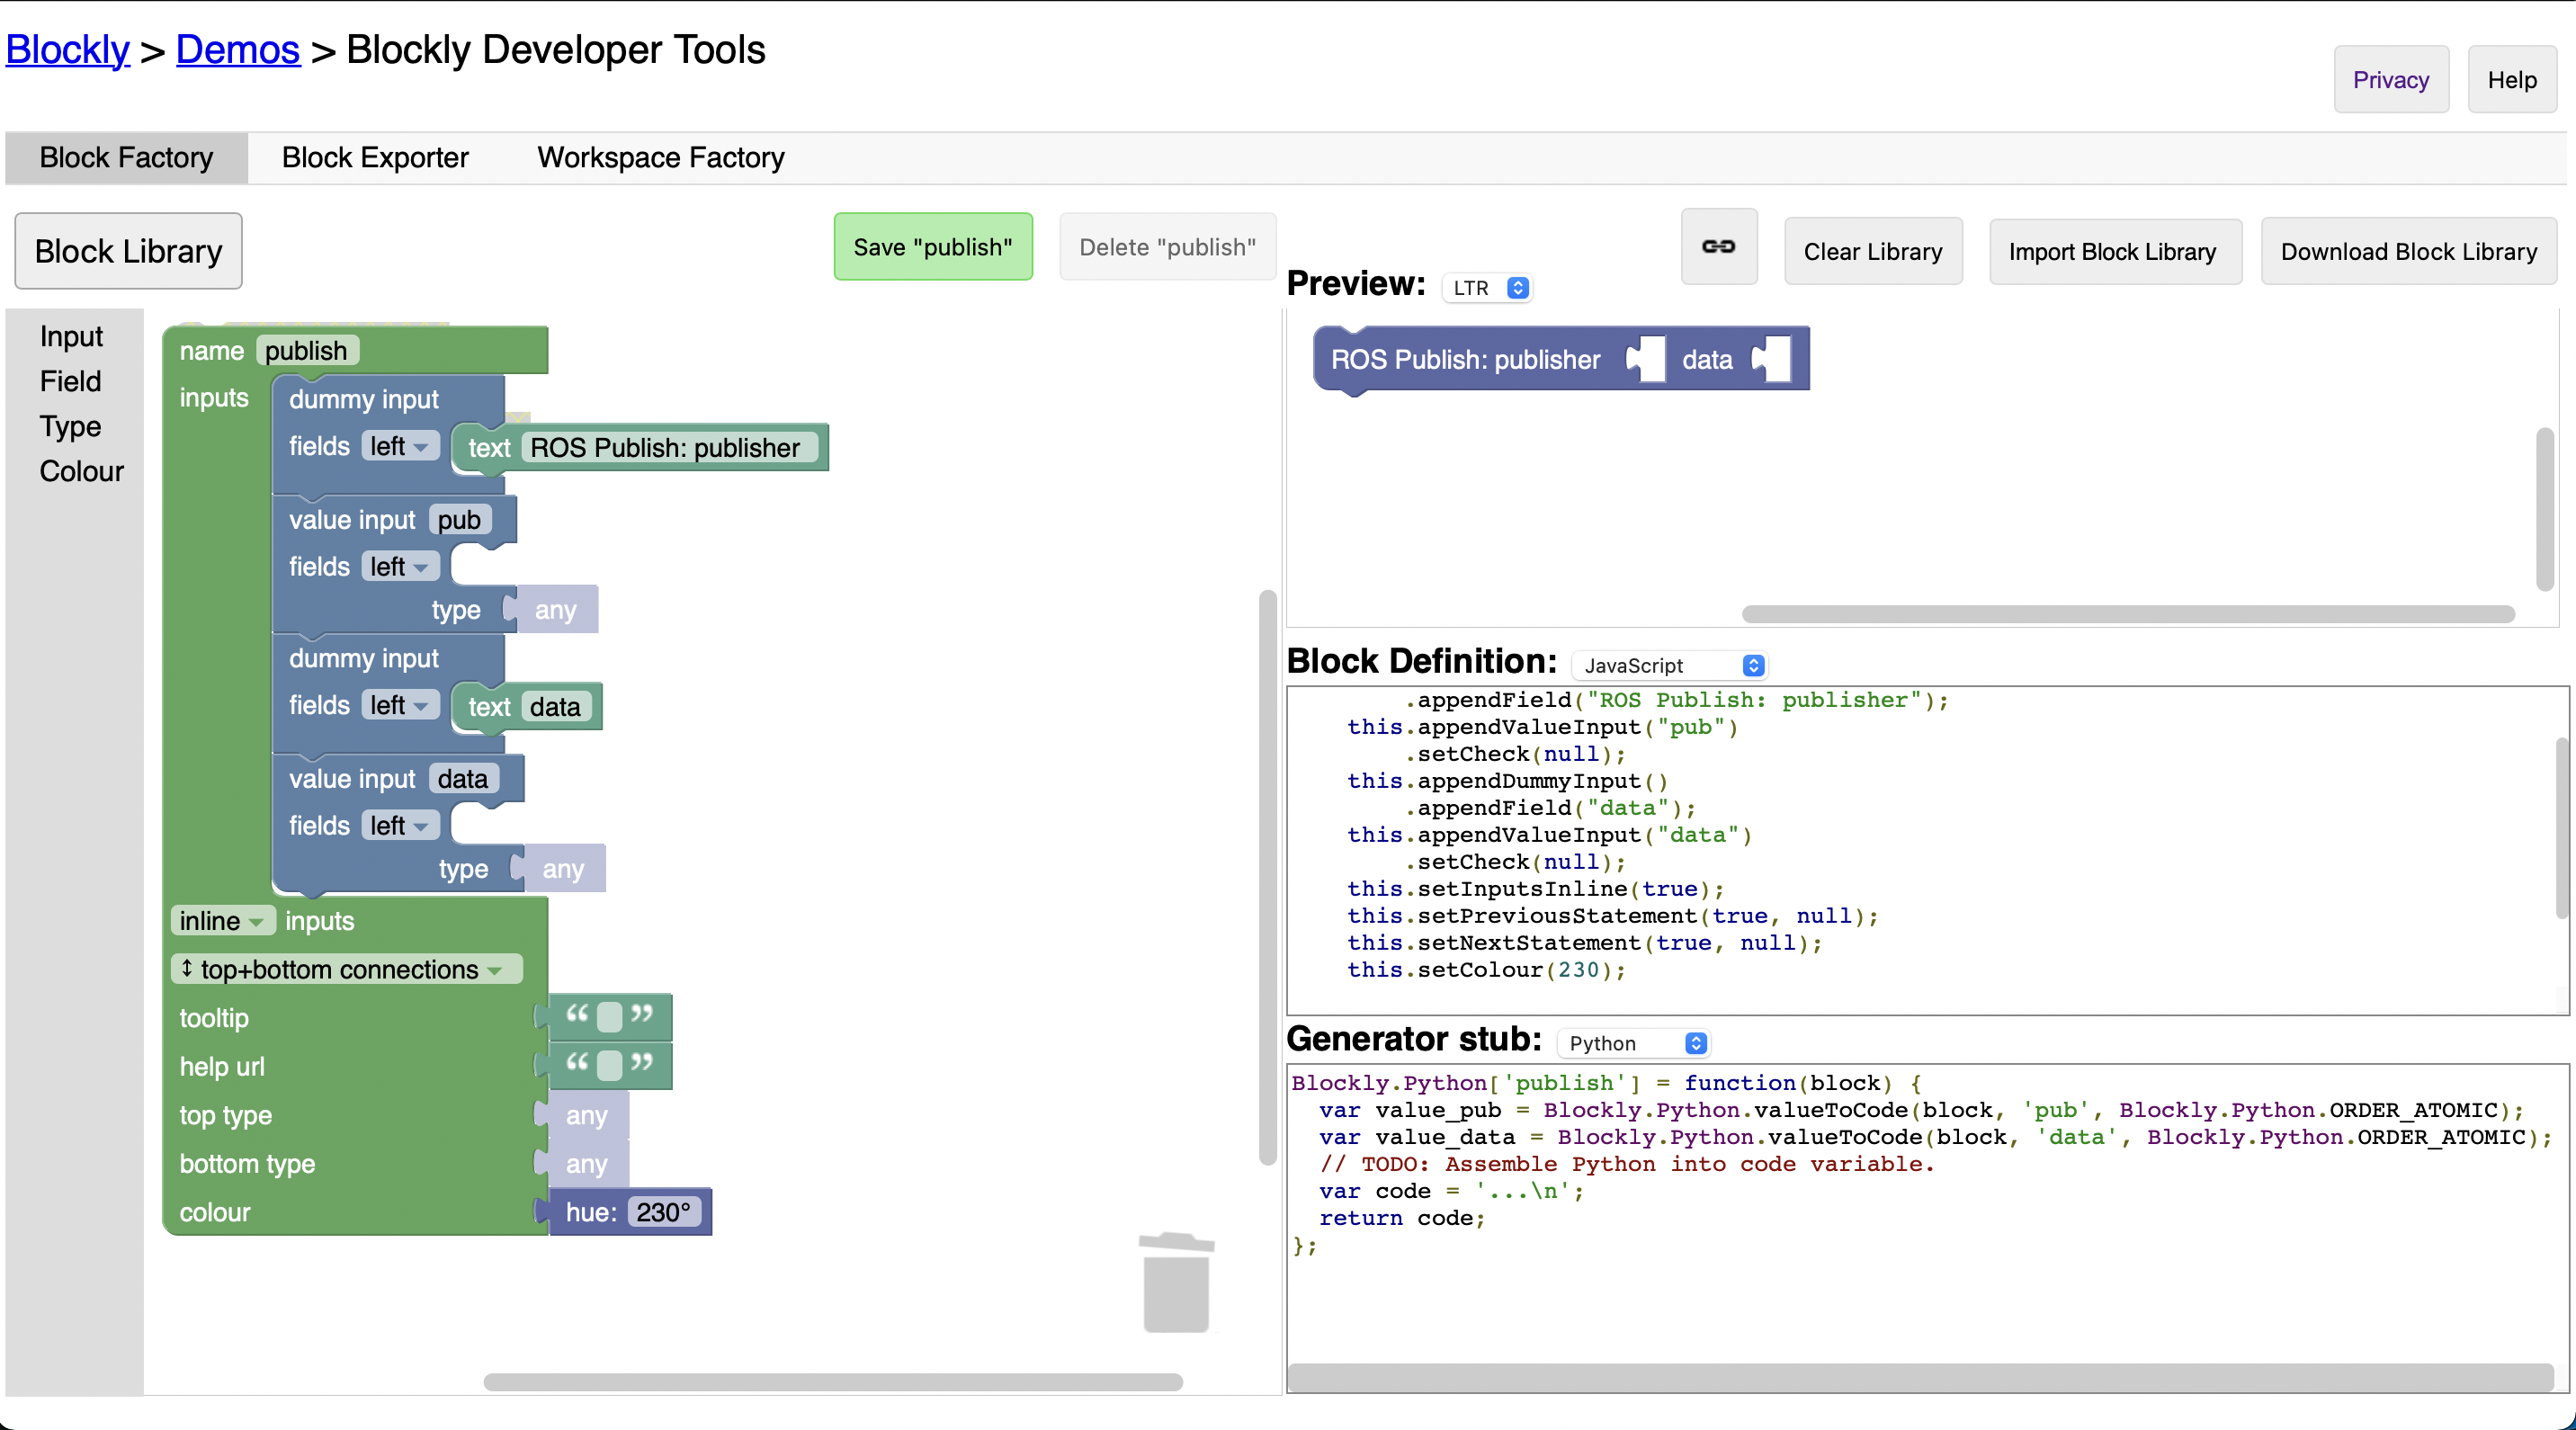 Blockly > Demos > Blockly Developer Tools
Privacy
Help
Block Factory
Block Exporter
Workspace Factory
Block Library
Save "publish"
Delete "publish"
Preview:
LTR
Clear Library
Import Block Library
Download Block Library
Input
Field
Type
Colour
name publish
inputs
dummy input
fields left text ROS Publish: publisher
value input pub
fields left
type any
dummy input
fields left text data
value input data
fields left
type any
inline inputs
↕ top+bottom connections
tooltip “ ”
help url “ ”
top type any
bottom type any
colour hue: 230°
ROS Publish: publisher data
Block Definition: JavaScript
.appendField("ROS Publish: publisher");
this.appendValueInput("pub")
.setCheck(null);
this.appendDummyInput()
.appendField("data");
this.appendValueInput("data")
.setCheck(null);
this.setInputsInline(true);
this.setPreviousStatement(true, null);
this.setNextStatement(true, null);
this.setColour(230);
Generator stub: Python
Blockly.Python['publish'] = function(block) {
var value_pub = Blockly.Python.valueToCode(block, 'pub', Blockly.Python.ORDER_ATOMIC);
var value_data = Blockly.Python.valueToCode(block, 'data', Blockly.Python.ORDER_ATOMIC);
// TODO: Assemble Python into code variable.
var code = '...\n';
return code;
};